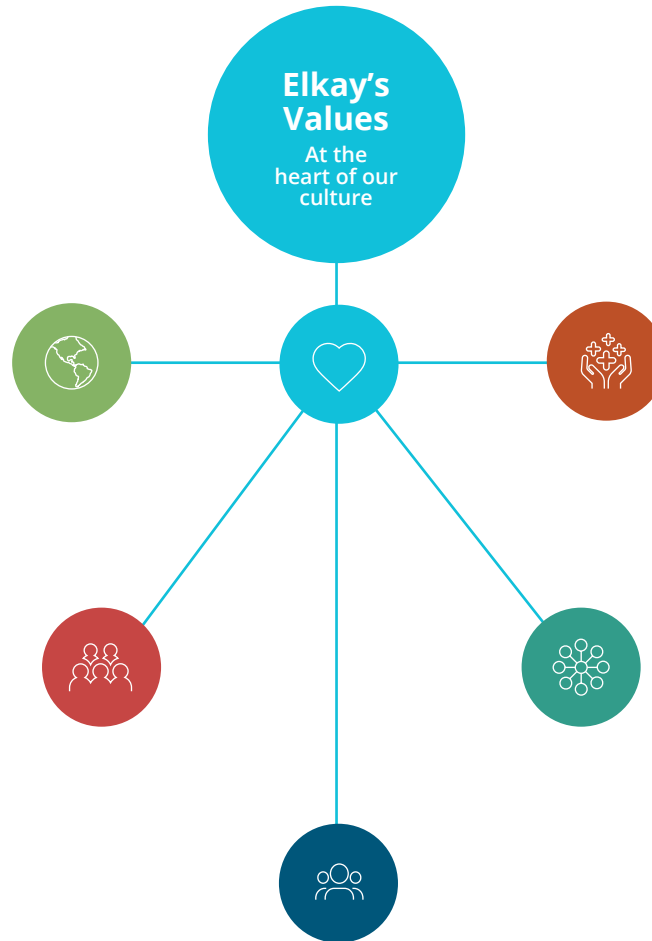 Elkay’s
Values
At the
heart of our
culture